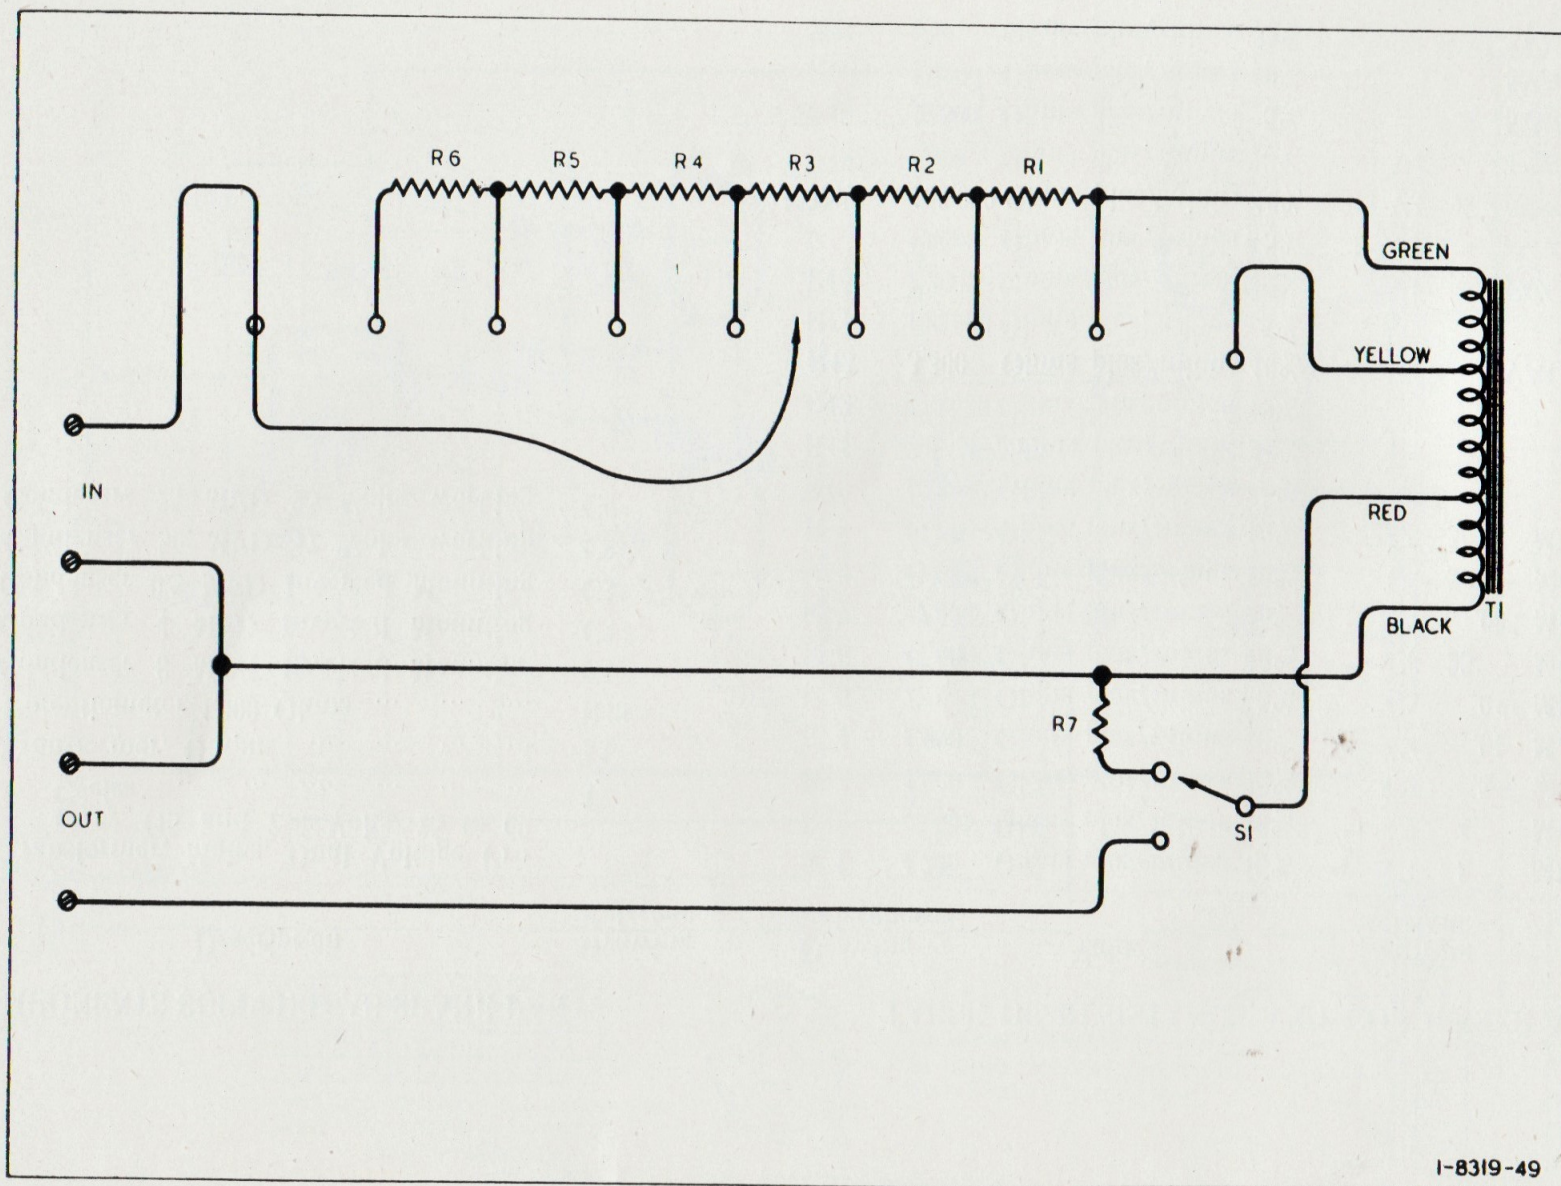 R6 R5 R4 R3 R2 R1
GREEN
YELLOW
IN
RED
T1
BLACK
R7
OUT
S1
1-8319-49